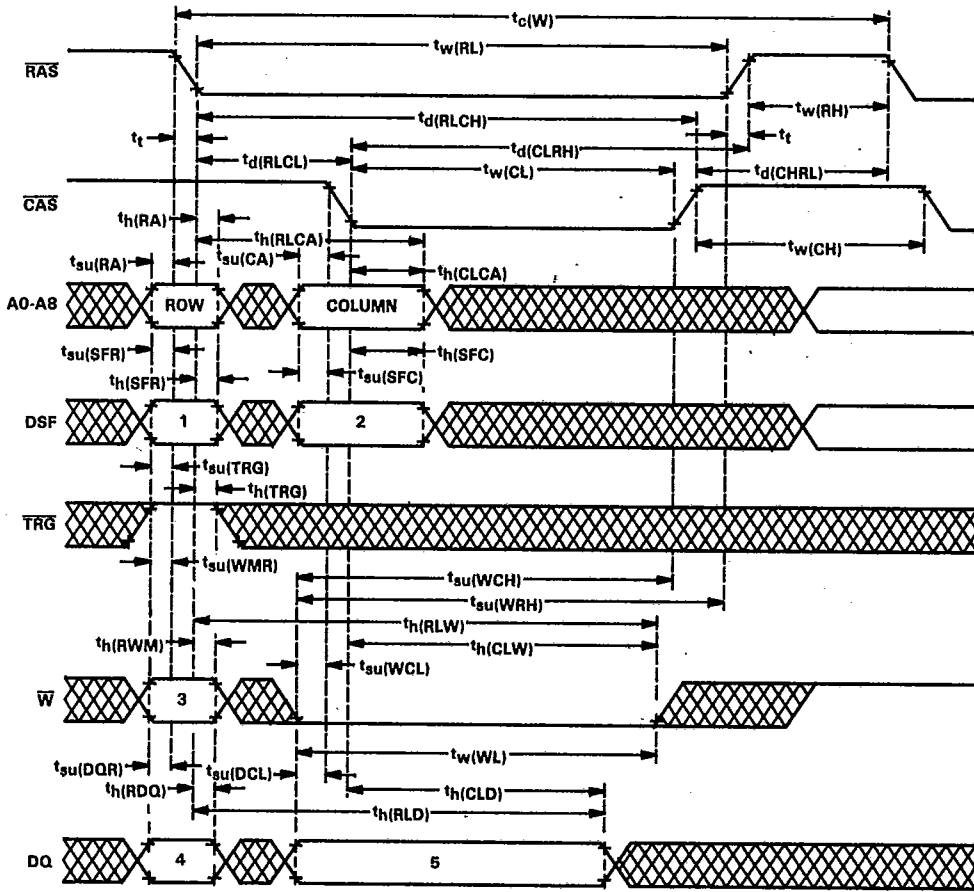 tc(W)
RAS
tw(RL)
tw(RH)
td(RLCH)
tt
tt
td(CLRH)
td(RLCL)
tw(CL)
td(CHRL)
CAS
th(RA)
th(RLCA)
tw(CH)
tsu(RA)
tsu(CA)
th(CLCA)
A0-A8
ROW
COLUMN
tsu(SFR)
th(SFC)
th(SFR)
tsu(SFC)
DSF
1
2
tsu(TRG)
th(TRG)
TRG
tsu(WMR)
tsu(WCH)
tsu(WRH)
th(RLW)
th(RWM)
th(CLW)
tsu(WCL)
W
3
tw(WL)
tsu(DQR)
tsu(DCL)
th(RDQ)
th(CLD)
th(RLD)
DQ
4
5